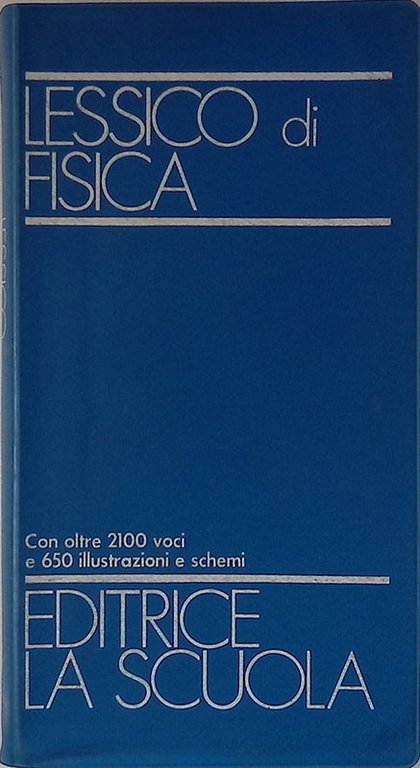 LESSICO di
FISICA
Con oltre 2100 voci
e 650 illustrazioni e schemi
EDITRICE
LA SCUOLA